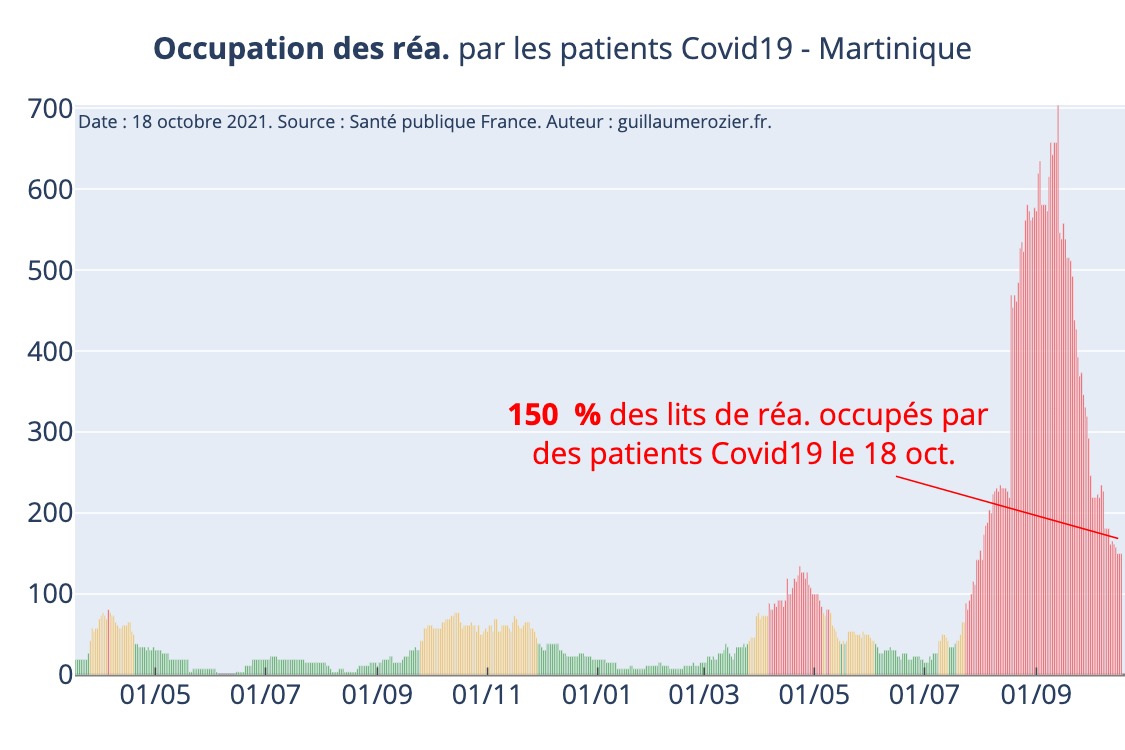 Occupation des réa. par les patients Covid19 - Martinique
700
Date : 18 octobre 2021. Source : Santé publique France. Auteur : guillaumerozier.fr.
600
500
400
150  % des lits de réa. occupés par
300
des patients Covid19 le 18 oct.
200
100
0
01/05 01/07 01/09 01/11 01/01 01/03 01/05 01/07 01/09